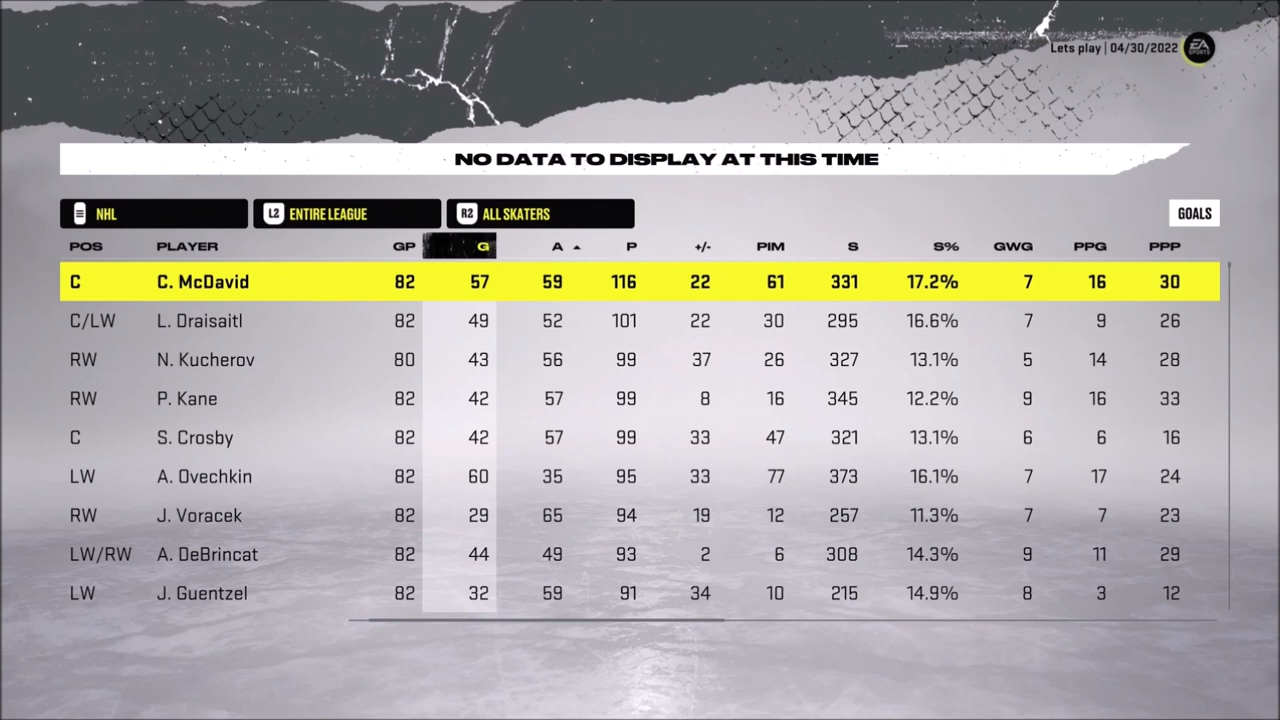 Lets play | 04/30/2022 EA SPORTS
NO DATA TO DISPLAY AT THIS TIME
NHL L2 ENTIRE LEAGUE R2 ALL SKATERS GOALS
POS PLAYER GP G A P +/- PIM S S% GWG PPG PPP
C C. McDavid 82 57 59 116 22 61 331 17.2% 7 16 30
C/LW L. Draisaitl 82 49 52 101 22 30 295 16.6% 7 9 26
RW N. Kucherov 80 43 56 99 37 26 327 13.1% 5 14 28
RW P. Kane 82 42 57 99 8 16 345 12.2% 9 16 33
C S. Crosby 82 42 57 99 33 47 321 13.1% 6 6 16
LW A. Ovechkin 82 60 35 95 33 77 373 16.1% 7 17 24
RW J. Voracek 82 29 65 94 19 12 257 11.3% 7 7 23
LW/RW A. DeBrincat 82 44 49 93 2 6 308 14.3% 9 11 29
LW J. Guentzel 82 32 59 91 34 10 215 14.9% 8 3 12